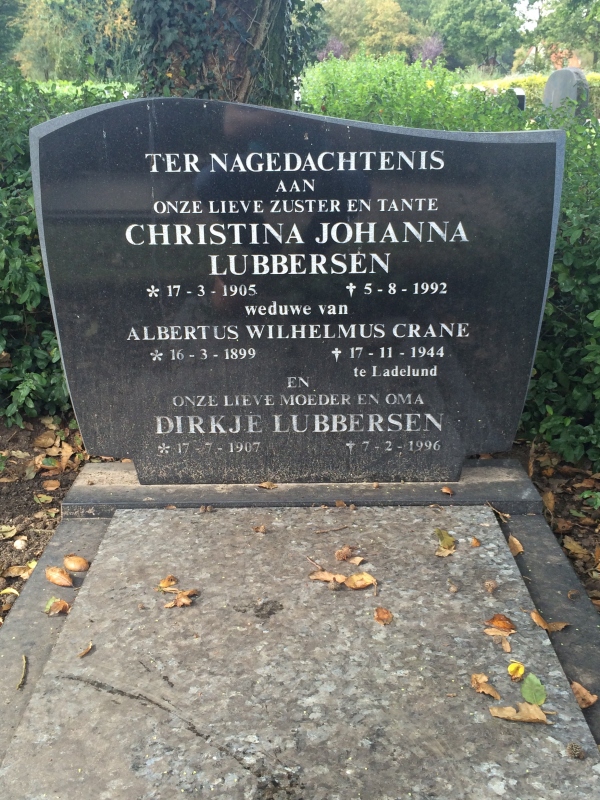 TER NAGEDACHTENIS
AAN
ONZE LIEVE ZUSTER EN TANTE
CHRISTINA JOHANNA
LUBBERSEN
* 17-3-1905 ✝ 5-8-1992
weduwe van
ALBERTUS WILHELMUS CRANE
* 16-3-1899 ✝ 17-11-1944
te Ladelund
EN
ONZE LIEVE MOEDER EN OMA
DIRKJE LUBBERSEN
* 17-7-1907 ✝ 7-2-1996